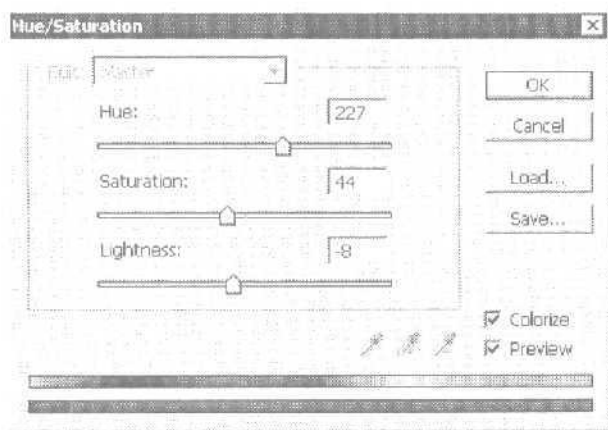 Hue/Saturation
Edit: Master
Hue: 227
Saturation: 44
Lightness: -8
OK
Cancel
Load...
Save...
Colorize
Preview